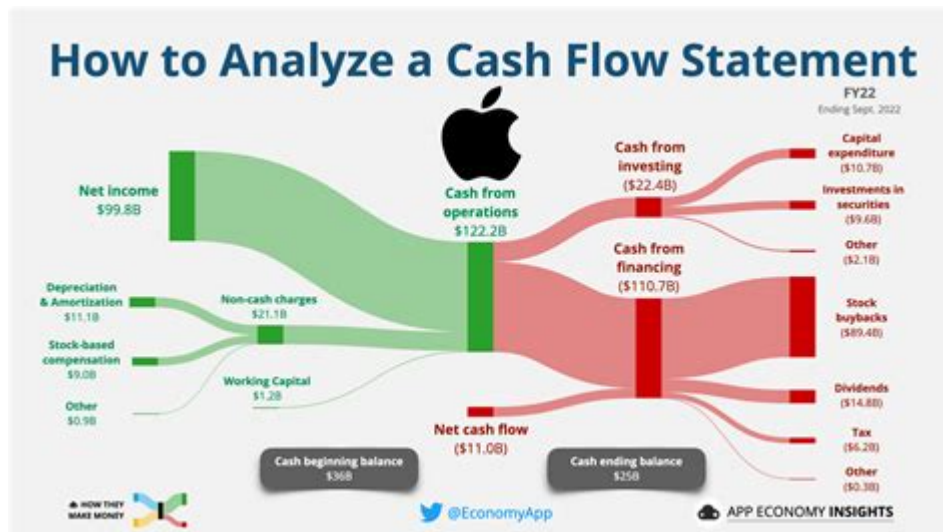 How to Analyze a Cash Flow Statement
FY22
Ending Sept. 2022
Net income
$99.8B
Depreciation
& Amortization
$11.1B
Stock-based
compensation
$9.0B
Other
$0.9B
Non-cash charges
$21.1B
Working Capital
$1.2B
Cash from
operations
$122.2B
Net cash flow
($11.0B)
Cash from
investing
($22.4B)
Cash from
financing
($110.7B)
Capital
expenditure
($10.7B)
Investments in
securities
($9.6B)
Other
($2.1B)
Stock
buybacks
($89.4B)
Dividends
($14.8B)
Tax
($6.2B)
Other
($0.3B)
Cash beginning balance
$36B
Cash ending balance
$25B
HOW THEY
MAKE MONEY
@EconomyApp
APP ECONOMY INSIGHTS